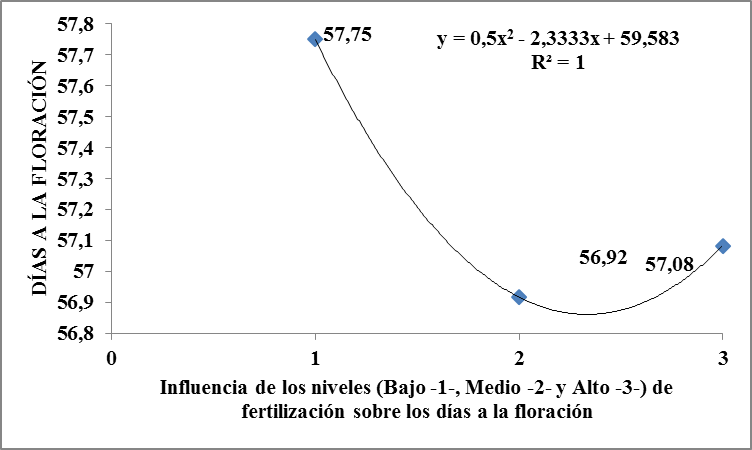 57,8
57,7
57,6
57,5
57,4
57,3
57,2
57,1
57
56,9
56,8
DÍAS A LA FLORACIÓN
57,75
y = 0,5x² - 2,3333x + 59,583
R² = 1
56,92
57,08
0 1 2 3
Influencia de los niveles (Bajo -1-, Medio -2- y Alto -3-) de
fertilización sobre los días a la floración